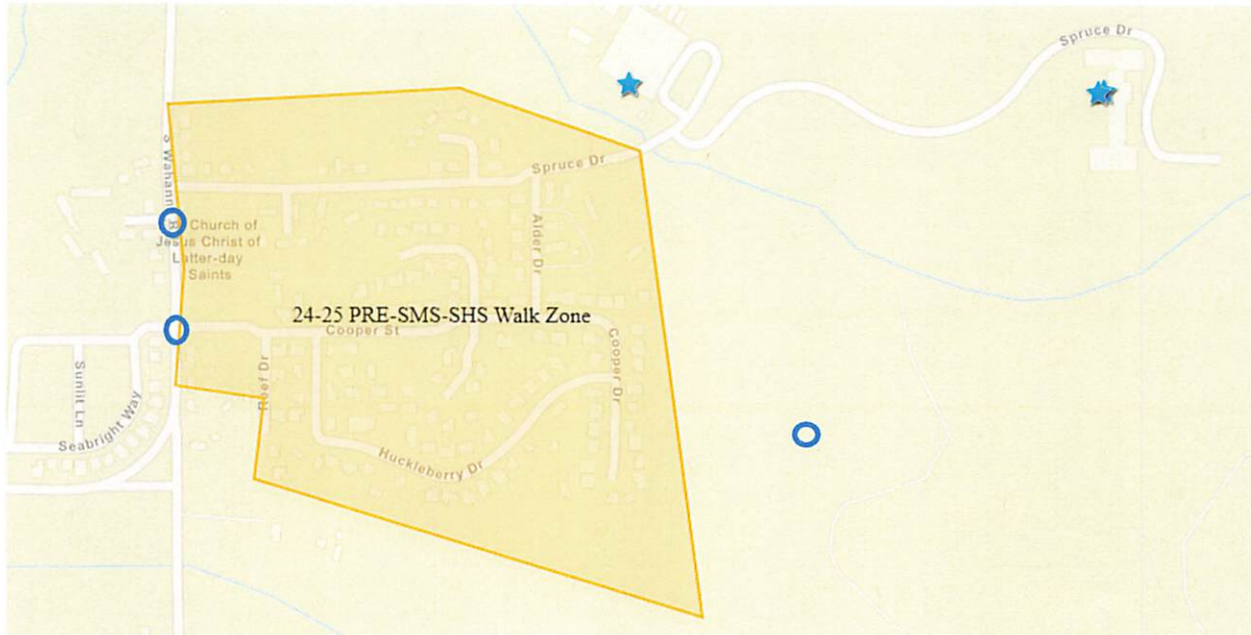 Spruce Dr
S Wahann
Church of
Jesus Christ of
Latter-day
Saints
Spruce Dr
Alder Dr
24-25 PRE-SMS-SHS Walk Zone
Cooper St
Cooper Dr
Reef Dr
Sunlit Ln
Seabright Way
Huckleberry Dr